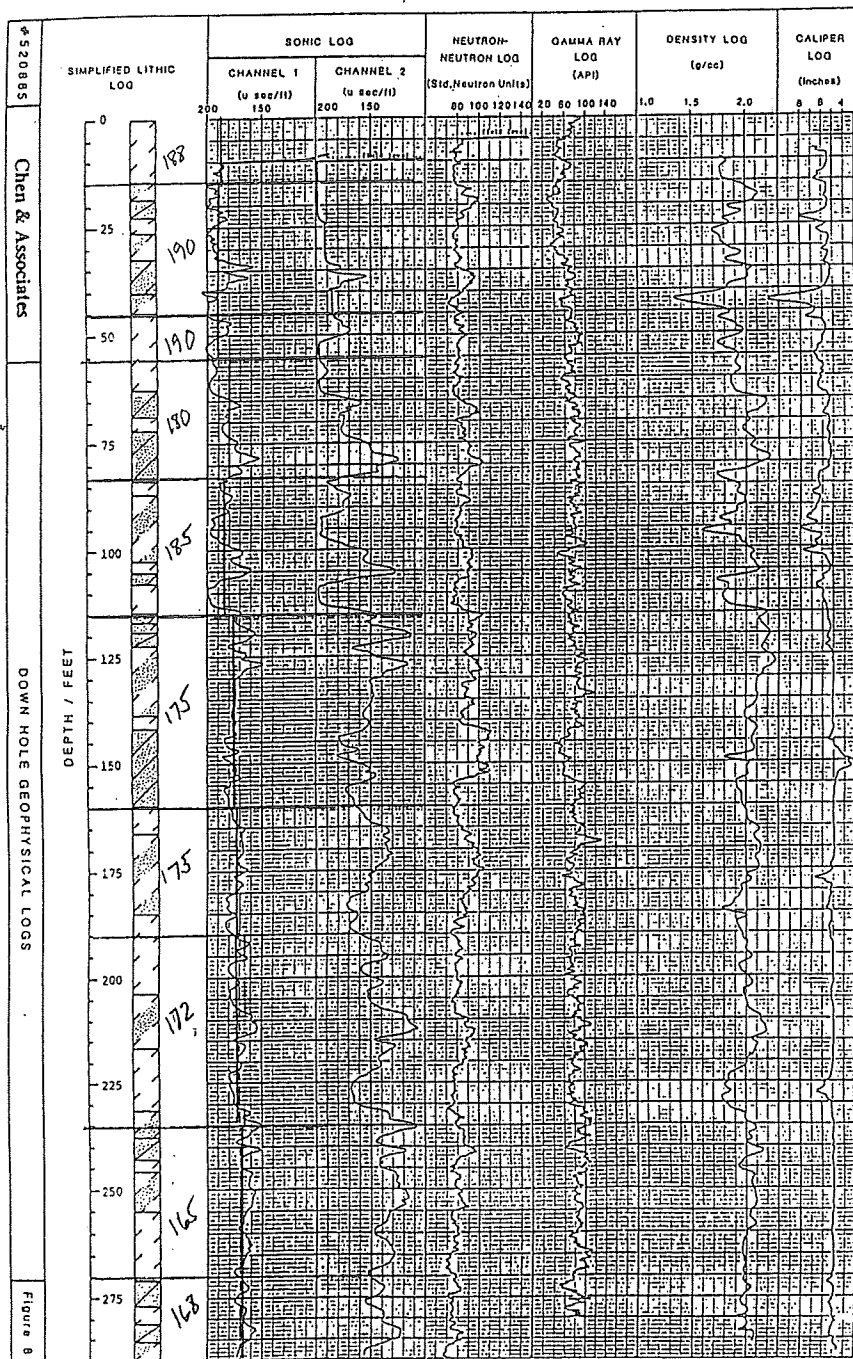 #520885
Chen & Associates
DOWN HOLE GEOPHYSICAL LOGS
Figure 8
SIMPLIFIED LITHIC
LOG
SONIC LOG
CHANNEL 1
(u sec/ft)
200 150
CHANNEL 2
(u sec/ft)
200 150
NEUTRON-
NEUTRON LOG
(Std. Neutron Units)
80 100 120 140
GAMMA RAY
LOG
(API)
20 60 100 140
DENSITY LOG
(g/cc)
1.0 1.5 2.0
CALIPER
LOG
(Inches)
8 6 4
DEPTH / FEET
0
25
50
75
100
125
150
175
200
225
250
275
188
190
190
180
185
175
175
172
165
168